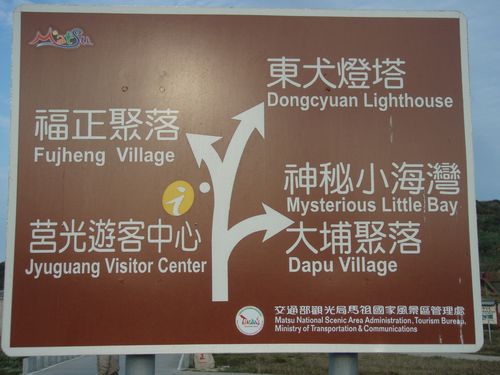 Matsu
東犬燈塔
Dongcyuan Lighthouse
福正聚落
Fujheng Village
神秘小海灣
Mysterious Little Bay
莒光遊客中心
Jyuguang Visitor Center
大埔聚落
Dapu Village
交通部觀光局馬祖國家風景區管理處
Matsu National Scenic Area Administration, Tourism Bureau,
Ministry of Transportation & Communications